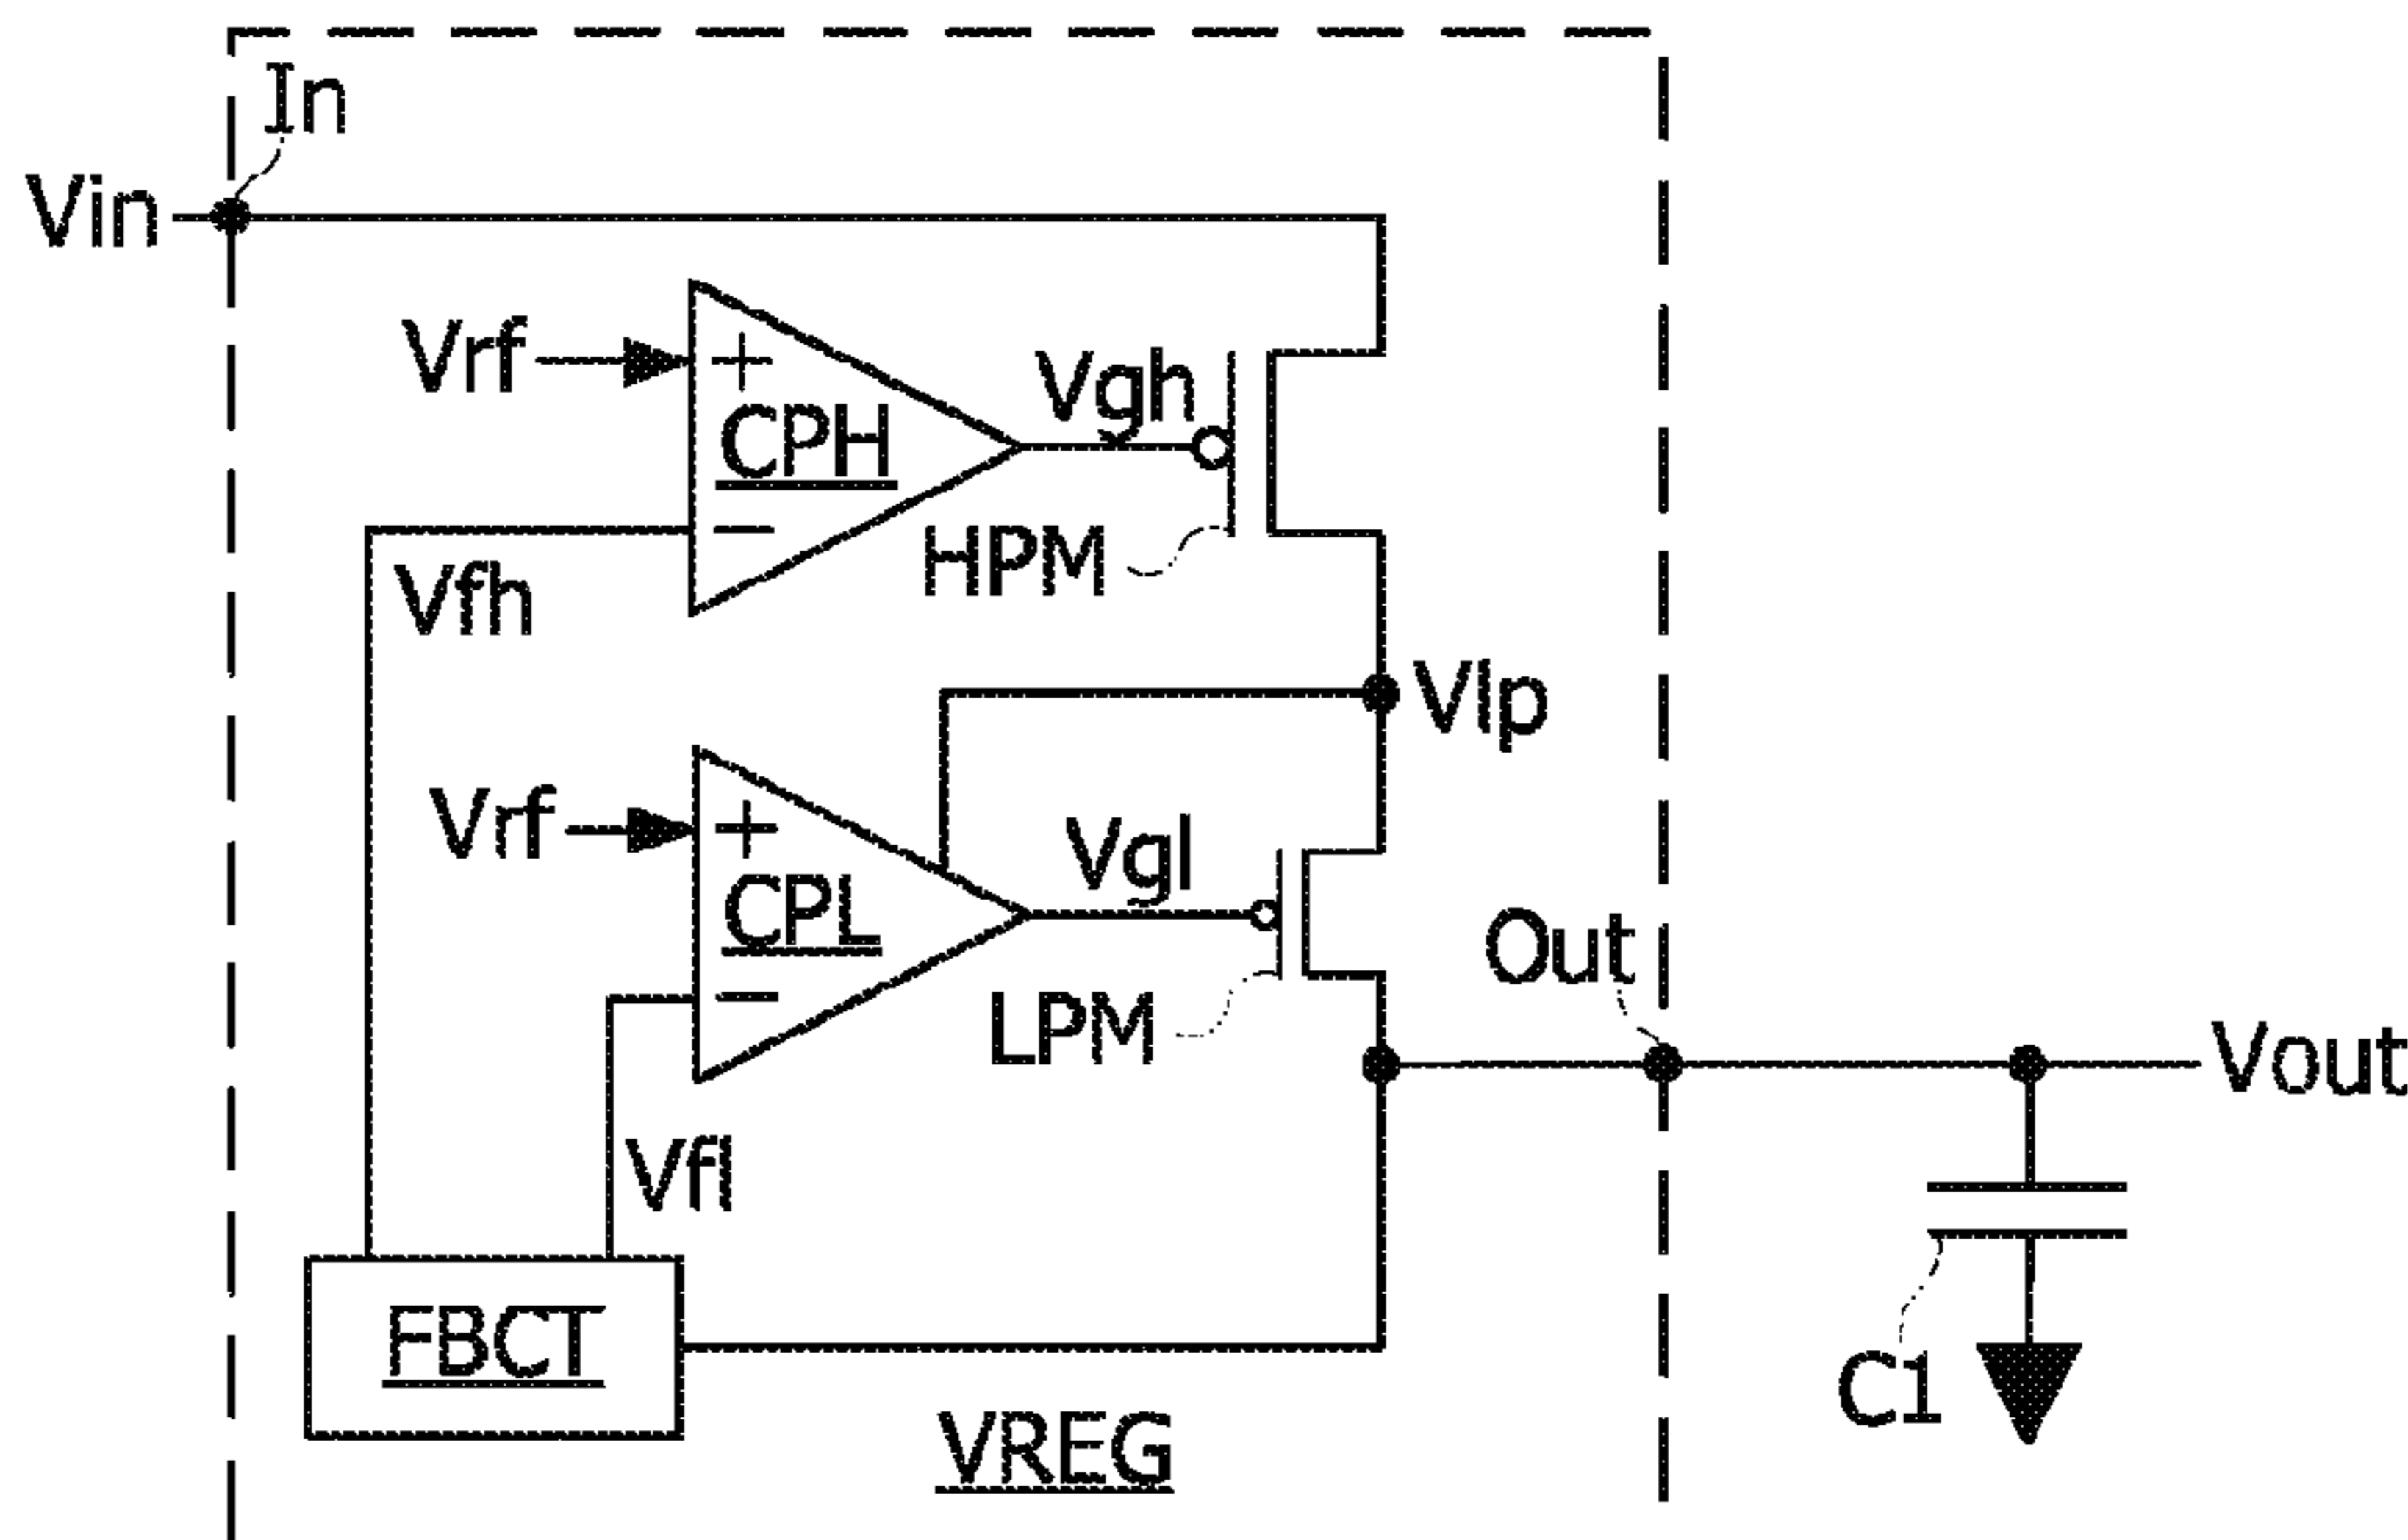 In
Vin
Vrf
+
CPH
−
Vgh
HPM
Vfh
Vlp
Vrf
+
CPL
−
Vgl
LPM
Out
Vout
Vfl
FBCT
C1
VREG